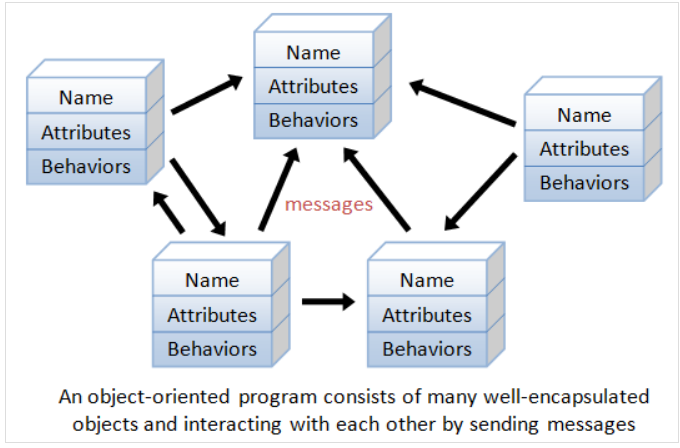 Name
Attributes
Behaviors
Name
Attributes
Behaviors
Name
Attributes
Behaviors
messages
Name
Attributes
Behaviors
Name
Attributes
Behaviors
An object-oriented program consists of many well-encapsulated
objects and interacting with each other by sending messages